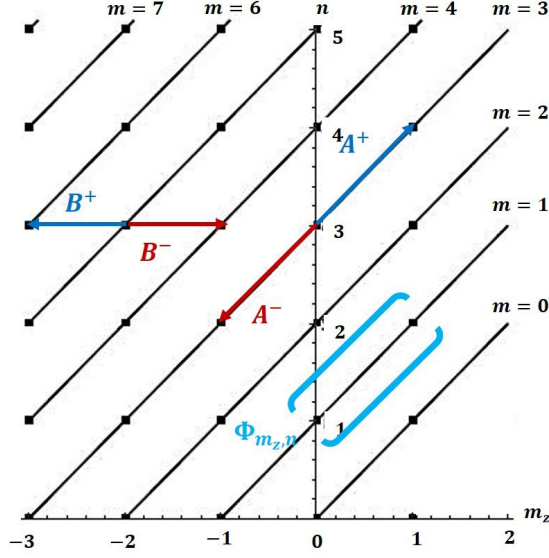 m = 7 m = 6 n m = 4 m = 3
5
m = 2
4
A⁺
B⁺ m = 1
3
B⁻
A⁻ m = 0
2
Φ_{m_z,n} 1
m_z
−3 −2 −1 0 1 2